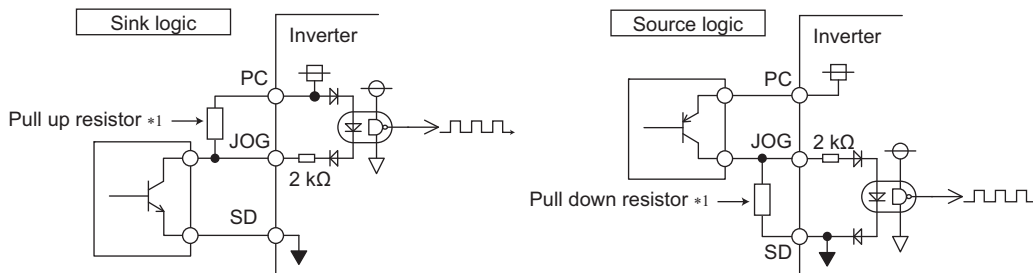 Sink logic
Inverter
PC
Pull up resistor *1
JOG
2 kΩ
SD
Source logic
Inverter
PC
JOG
2 kΩ
Pull down resistor *1
SD